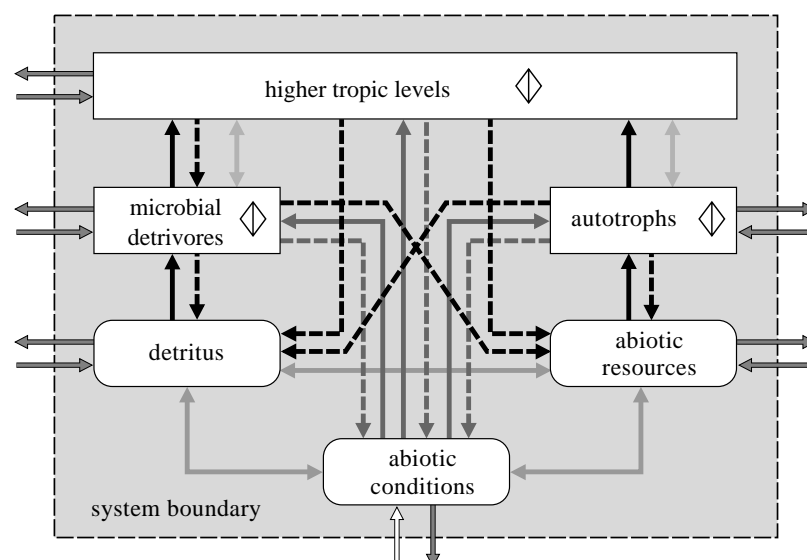 higher tropic levels
microbial
detrivores
autotrophs
detritus
abiotic
resources
abiotic
conditions
system boundary